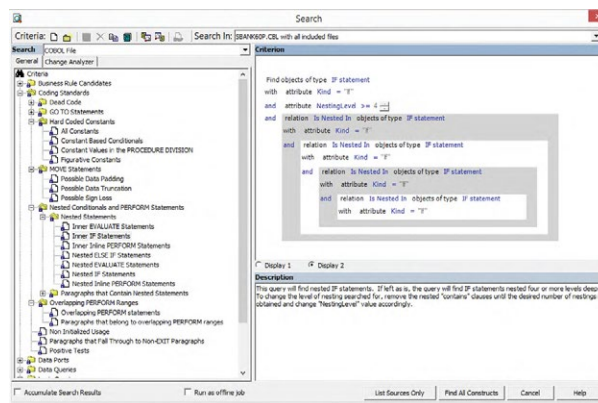 Search
Criteria:
Search In: SBANK60P.CBL with all included files
Search COBOL File
General Change Analyzer
Criteria
Business Rule Candidates
Coding Standards
Dead Code
GO TO Statements
Hard Coded Constants
All Constants
Constant Based Conditionals
Constant Values in the PROCEDURE DIVISION
Figurative Constants
MOVE Statements
Possible Data Padding
Possible Data Truncation
Possible Sign Loss
Nested Conditionals and PERFORM Statements
Nested Statements
Inner EVALUATE Statements
Inner IF Statements
Inner Inline PERFORM Statements
Nested ELSE IF Statements
Nested EVALUATE Statements
Nested IF Statements
Nested Inline PERFORM Statements
Paragraphs that Contain Nested Statements
Overlapping PERFORM Ranges
Overlapping PERFORM statements
Paragraphs that belong to overlapping PERFORM ranges
Non Initialized Usage
Paragraphs that Fall Through to Non-EXIT Paragraphs
Positive Tests
Data Ports
Data Queries
Criterion
Find objects of type IF statement
with attribute Kind = "F"
and attribute NestingLevel >= 4
and relation Is Nested In objects of type IF statement
with attribute Kind = "F"
and relation Is Nested In objects of type IF statement
with attribute Kind = "F"
and relation Is Nested In objects of type IF statement
with attribute Kind = "F"
and relation Is Nested In objects of type IF statement
with attribute Kind = "F"
Display 1 Display 2
Description
This query will find nested IF statements. If left as is, the query will find IF statements nested four or more levels deep.
To change the level of nesting searched for, remove the nested "contains" clauses until the desired number of nestings
obtained and change "NestingLevel" value accordingly.
Accumulate Search Results Run as offline job List Sources Only Find All Constructs Cancel Help